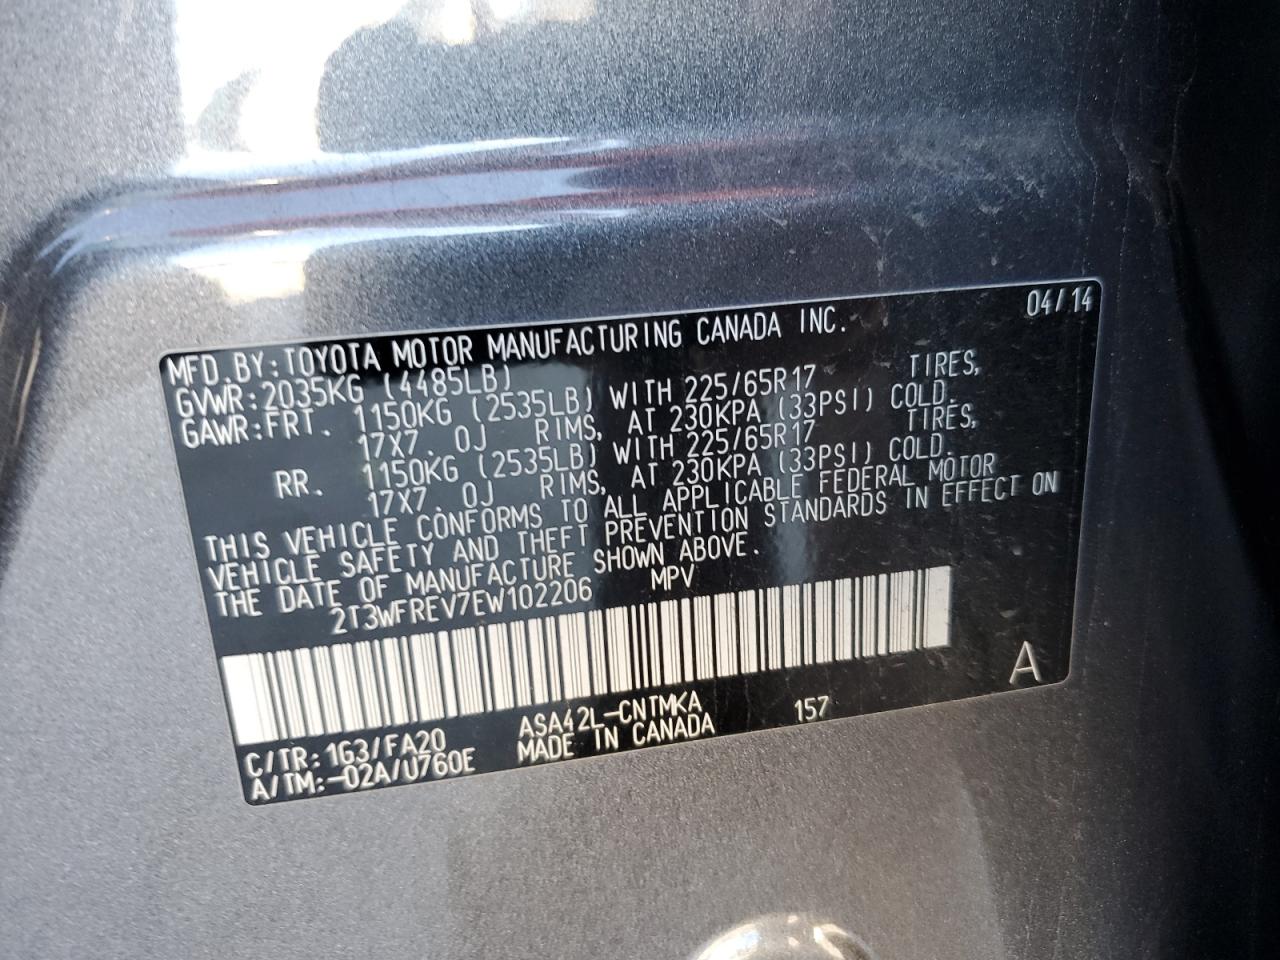 04/14
MFD.BY:TOYOTA MOTOR MANUFACTURING CANADA INC.
GVWR:2035KG (4485LB)
GAWR:FRT. 1150KG (2535LB) WITH 225/65R17 TIRES,
17X7.0J RIMS, AT 230KPA (33PSI) COLD.
RR. 1150KG (2535LB) WITH 225/65R17 TIRES,
17X7.0J RIMS, AT 230KPA (33PSI) COLD.
THIS VEHICLE CONFORMS TO ALL APPLICABLE FEDERAL MOTOR
VEHICLE SAFETY AND THEFT PREVENTION STANDARDS IN EFFECT ON
THE DATE OF MANUFACTURE SHOWN ABOVE.
2T3WFREV7EW102206 MPV
A
C/TR:1G3/FA20 ASA42L-CNTMKA 157
A/TM:-02A/U760E MADE IN CANADA